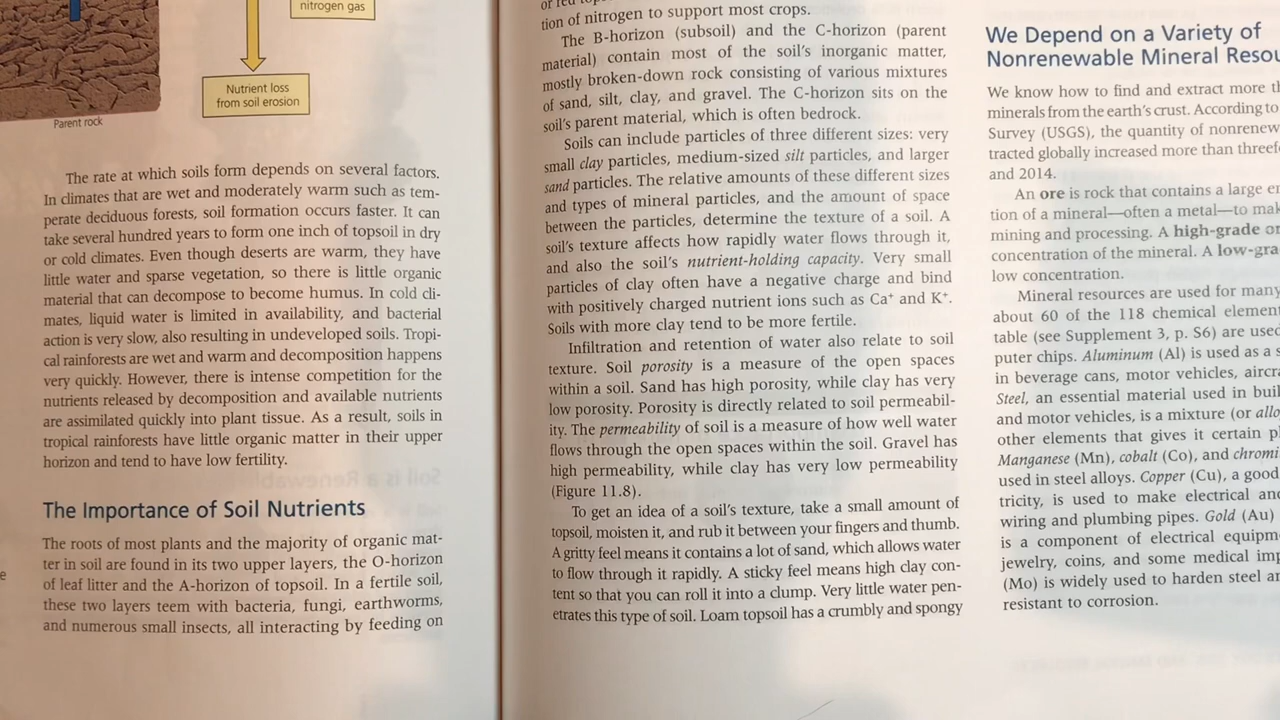 nitrogen gas
Nutrient loss
from soil erosion
Parent rock
The rate at which soils form depends on several factors.
In climates that are wet and moderately warm such as tem-
perate deciduous forests, soil formation occurs faster. It can
take several hundred years to form one inch of topsoil in dry
or cold climates. Even though deserts are warm, they have
little water and sparse vegetation, so there is little organic
material that can decompose to become humus. In cold cli-
mates, liquid water is limited in availability, and bacterial
action is very slow, also resulting in undeveloped soils. Tropi-
cal rainforests are wet and warm and decomposition happens
very quickly. However, there is intense competition for the
nutrients released by decomposition and available nutrients
are assimilated quickly into plant tissue. As a result, soils in
tropical rainforests have little organic matter in their upper
horizon and tend to have low fertility.
The Importance of Soil Nutrients
The roots of most plants and the majority of organic mat-
ter in soil are found in its two upper layers, the O-horizon
of leaf litter and the A-horizon of topsoil. In a fertile soil,
these two layers teem with bacteria, fungi, earthworms,
and numerous small insects, all interacting by feeding on
tion of nitrogen to support most crops.
The B-horizon (subsoil) and the C-horizon (parent
material) contain most of the soil's inorganic matter,
mostly broken-down rock consisting of various mixtures
of sand, silt, clay, and gravel. The C-horizon sits on the
soil's parent material, which is often bedrock.
Soils can include particles of three different sizes: very
small clay particles, medium-sized silt particles, and larger
sand particles. The relative amounts of these different sizes
and types of mineral particles, and the amount of space
between the particles, determine the texture of a soil. A
soil's texture affects how rapidly water flows through it,
and also the soil's nutrient-holding capacity. Very small
particles of clay often have a negative charge and bind
with positively charged nutrient ions such as Ca⁺ and K⁺.
Soils with more clay tend to be more fertile.
Infiltration and retention of water also relate to soil
texture. Soil porosity is a measure of the open spaces
within a soil. Sand has high porosity, while clay has very
low porosity. Porosity is directly related to soil permeabil-
ity. The permeability of soil is a measure of how well water
flows through the open spaces within the soil. Gravel has
high permeability, while clay has very low permeability
(Figure 11.8).
To get an idea of a soil's texture, take a small amount of
topsoil, moisten it, and rub it between your fingers and thumb.
A gritty feel means it contains a lot of sand, which allows water
to flow through it rapidly. A sticky feel means high clay con-
tent so that you can roll it into a clump. Very little water pen-
etrates this type of soil. Loam topsoil has a crumbly and spongy
We Depend on a Variety of
Nonrenewable Mineral
We know how to find and extract more
minerals from the earth's crust. According to
Survey (USGS), the quantity of
tracted globally increased more than
and 2014.
An ore is rock that contains a large
tion of a mineral—often a metal—to
mining and processing. A high-grade
concentration of the mineral. A
low concentration.
Mineral resources are used for many
about 60 of the 118 chemical
table (see Supplement 3, p. S6) are
puter chips. Aluminum (Al) is used as a
in beverage cans, motor vehicles,
Steel, an essential material used in
and motor vehicles, is a mixture (or
other elements that gives it certain
Manganese (Mn), cobalt (Co), and
used in steel alloys. Copper (Cu), a good
tricity, is used to make electrical
wiring and plumbing pipes. Gold (Au)
is a component of electrical
jewelry, coins, and some medical
(Mo) is widely used to harden steel
resistant to corrosion.